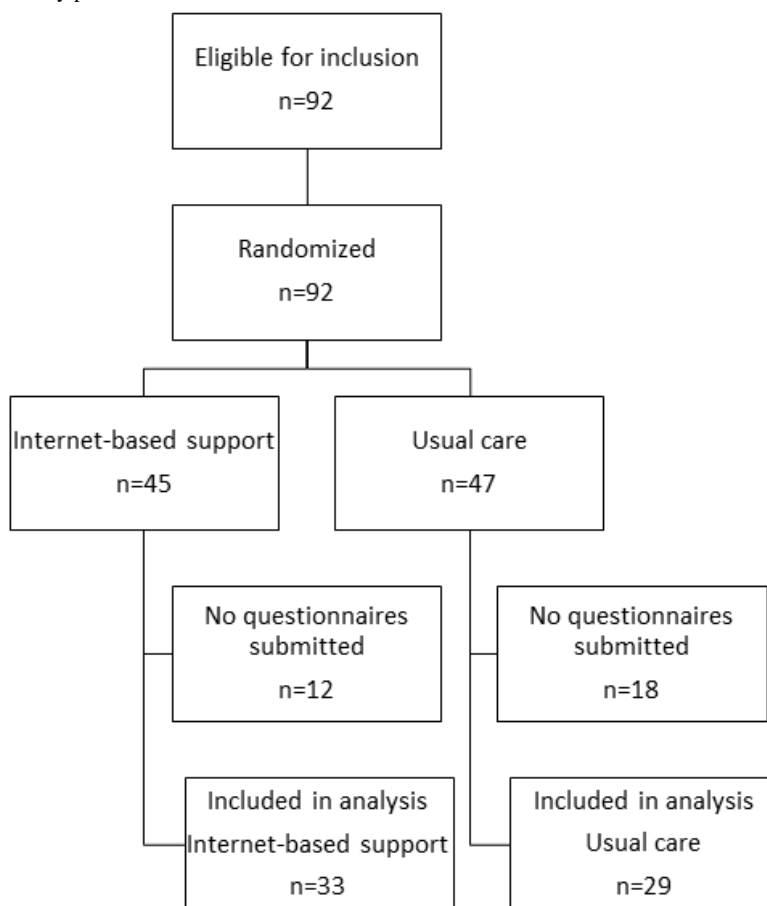 Eligible for inclusion
n=92
Randomized
n=92
Internet-based support
n=45
Usual care
n=47
No questionnaires
submitted
n=12
No questionnaires
submitted
n=18
Included in analysis
Internet-based support
n=33
Included in analysis
Usual care
n=29